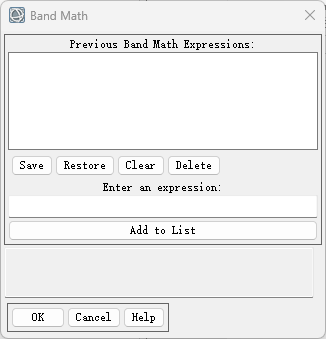 Band Math
Previous Band Math Expressions:
Save Restore Clear Delete
Enter an expression:
Add to List
OK Cancel Help